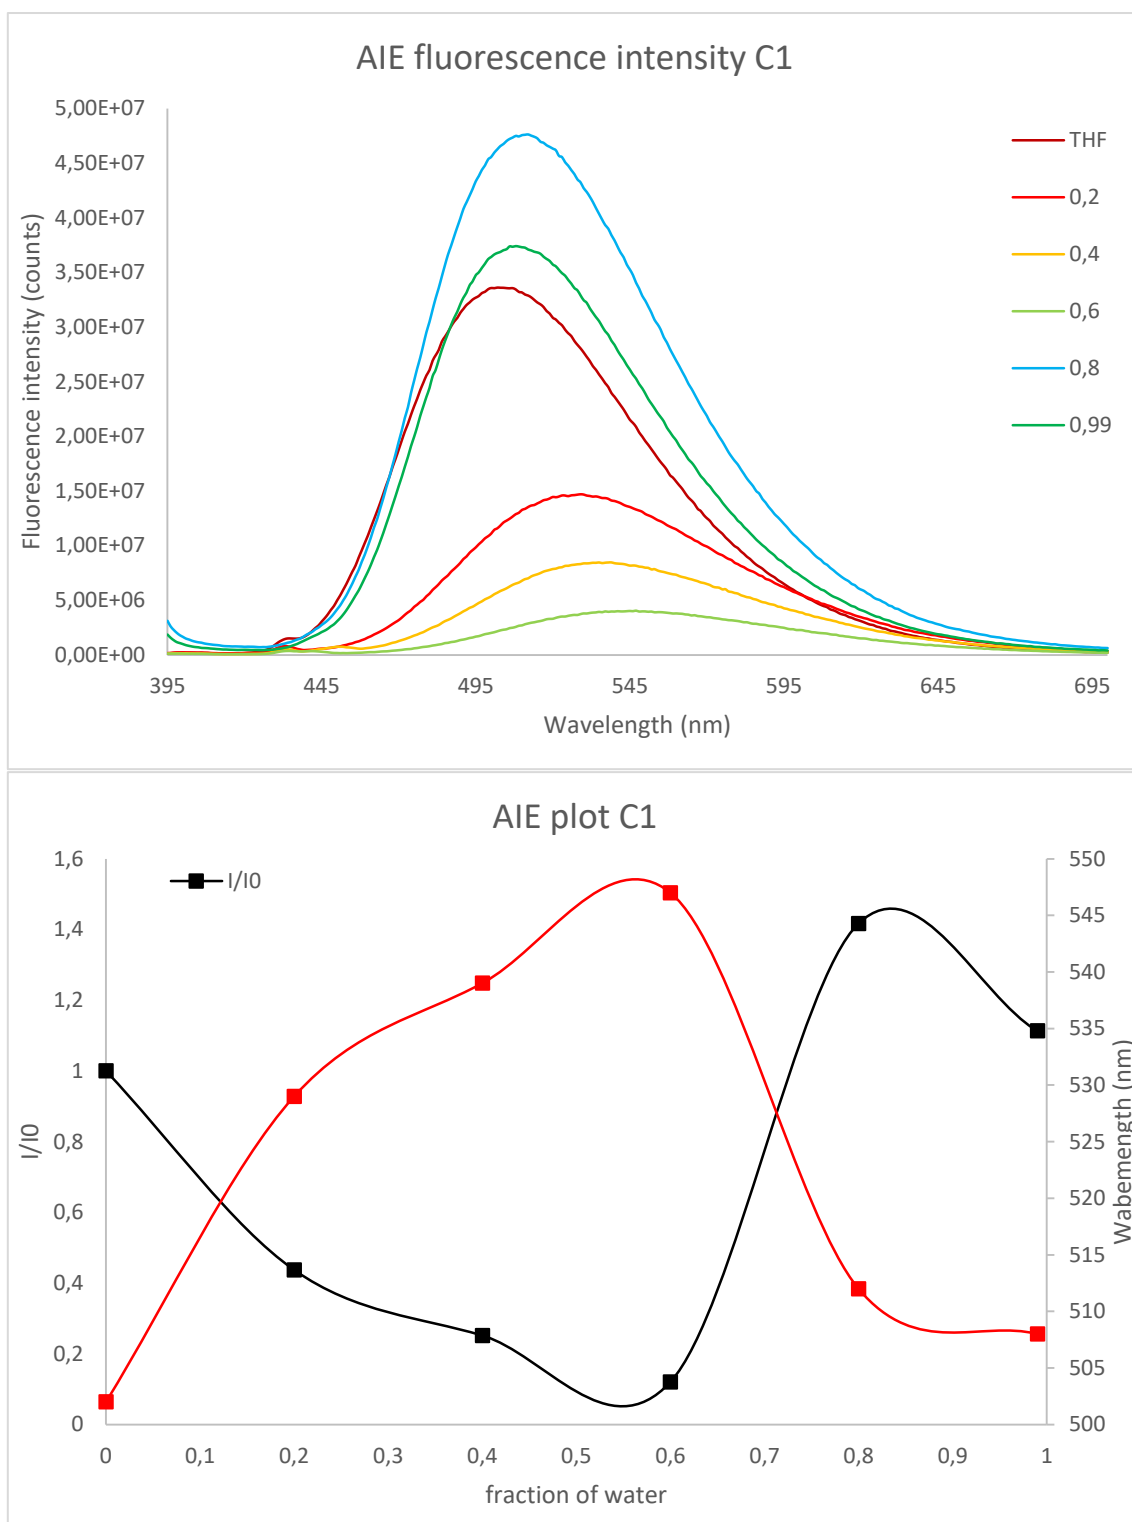 AIE fluorescence intensity C1
5,00E+07
4,50E+07
4,00E+07
3,50E+07
3,00E+07
2,50E+07
2,00E+07
1,50E+07
1,00E+07
5,00E+06
0,00E+00
Fluorescence intensity (counts)
395 445 495 545 595 645 695
Wavelength (nm)
THF
0,2
0,4
0,6
0,8
0,99
AIE plot C1
I/I0
1,6
1,4
1,2
1
0,8
0,6
0,4
0,2
0
I/I0
550
545
540
535
530
525
520
515
510
505
500
Wabemength (nm)
0 0,1 0,2 0,3 0,4 0,5 0,6 0,7 0,8 0,9 1
fraction of water